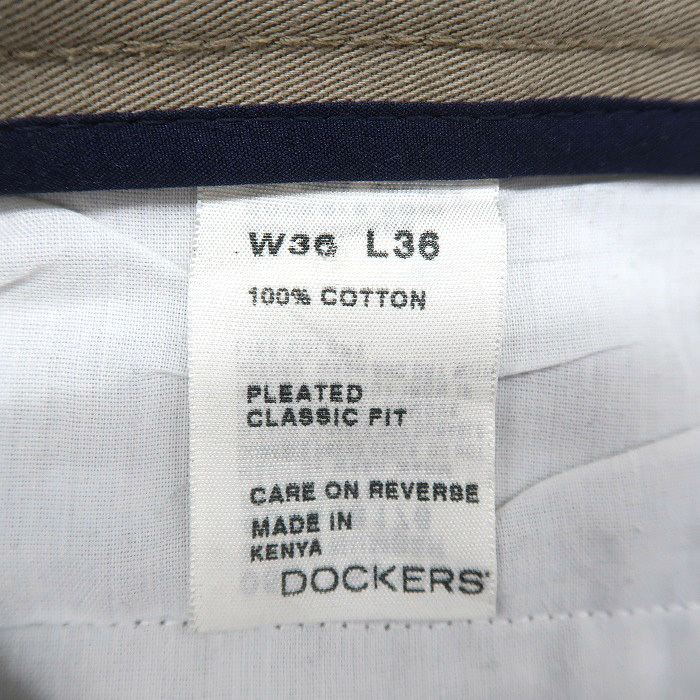 W36 L36
100% COTTON
PLEATED
CLASSIC FIT
CARE ON REVERSE
MADE IN
KENYA
DOCKERS